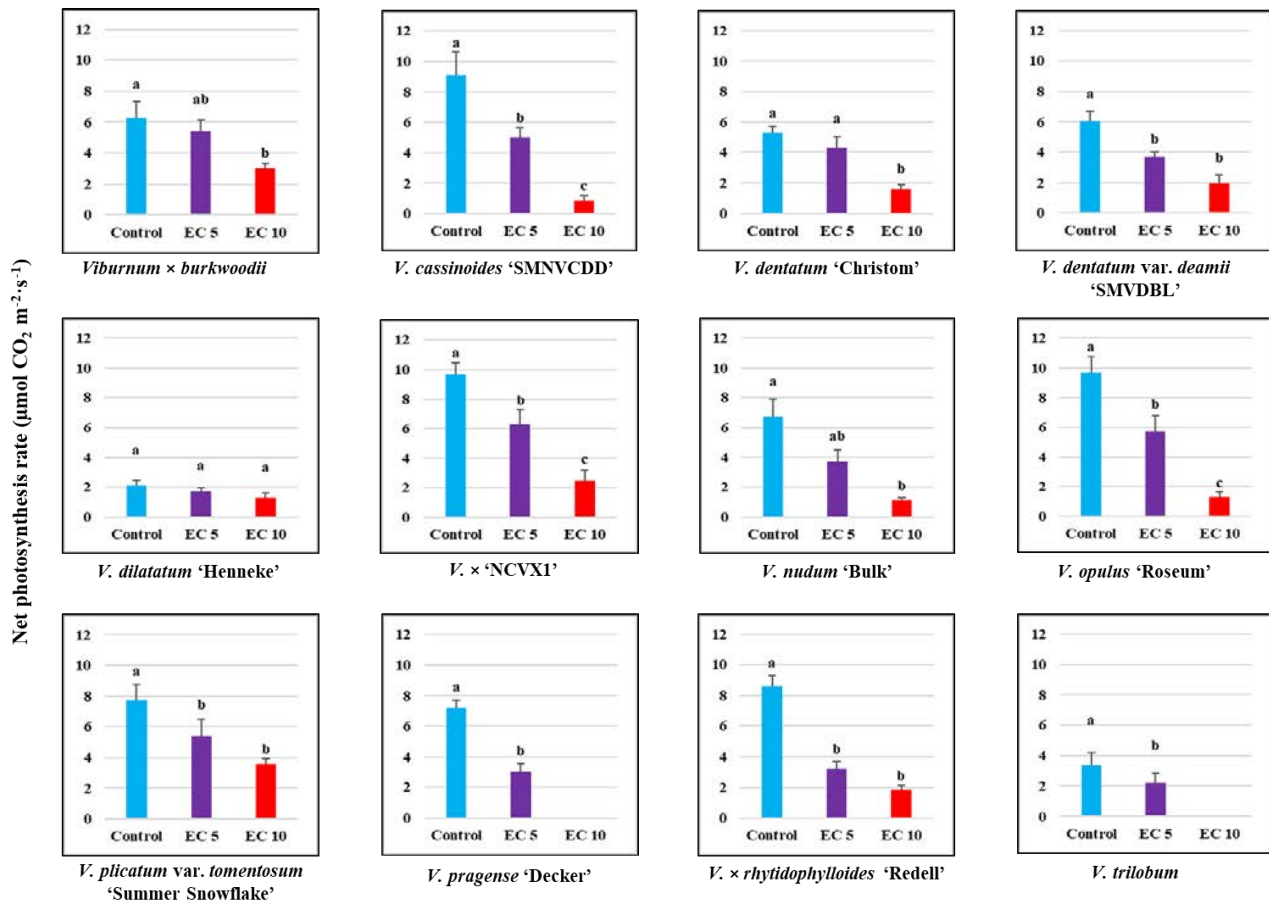 Net photosynthesis rate (µmol CO₂ m⁻²·s⁻¹)
12
10
8
6
4
2
0
a
ab
b
Control EC 5 EC 10
Viburnum × burkwoodii
12
10
8
6
4
2
0
a
b
c
Control EC 5 EC 10
V. cassinoides ‘SMNVCDD’
12
10
8
6
4
2
0
a
a
b
Control EC 5 EC 10
V. dentatum ‘Christom’
12
10
8
6
4
2
0
a
b
b
Control EC 5 EC 10
V. dentatum var. deamii
‘SMVDBL’
12
10
8
6
4
2
0
a
a
a
Control EC 5 EC 10
V. dilatatum ‘Henneke’
12
10
8
6
4
2
0
a
b
c
Control EC 5 EC 10
V. × ‘NCVX1’
12
10
8
6
4
2
0
a
ab
b
Control EC 5 EC 10
V. nudum ‘Bulk’
12
10
8
6
4
2
0
a
b
c
Control EC 5 EC 10
V. opulus ‘Roseum’
12
10
8
6
4
2
0
a
b
b
Control EC 5 EC 10
V. plicatum var. tomentosum
‘Summer Snowflake’
12
10
8
6
4
2
0
a
b
Control EC 5 EC 10
V. pragense ‘Decker’
12
10
8
6
4
2
0
a
b
b
Control EC 5 EC 10
V. × rhytidophylloides ‘Redell’
12
10
8
6
4
2
0
a
b
Control EC 5 EC 10
V. trilobum